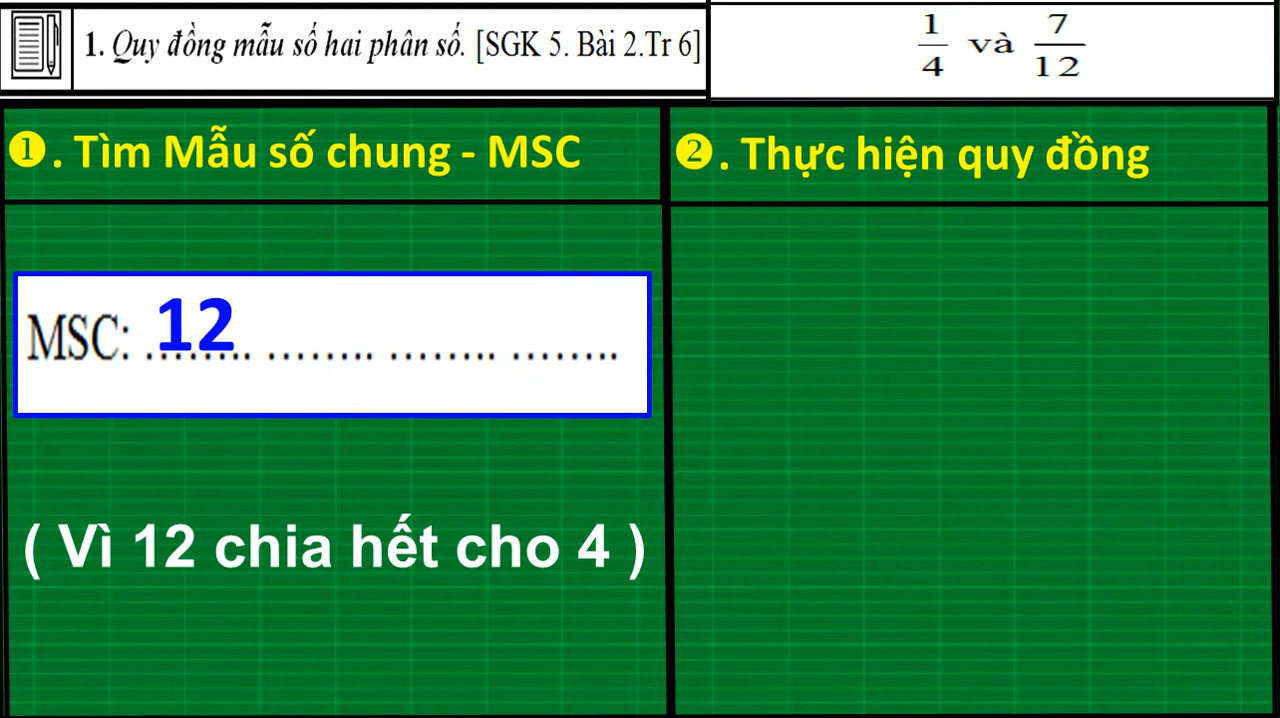 1. Quy đồng mẫu số hai phân số. [SGK 5. Bài 2.Tr 6]
1/4 và 7/12
❶. Tìm Mẫu số chung - MSC
❷. Thực hiện quy đồng
MSC: 12 …….. …….. …….. ……..
( Vì 12 chia hết cho 4 )